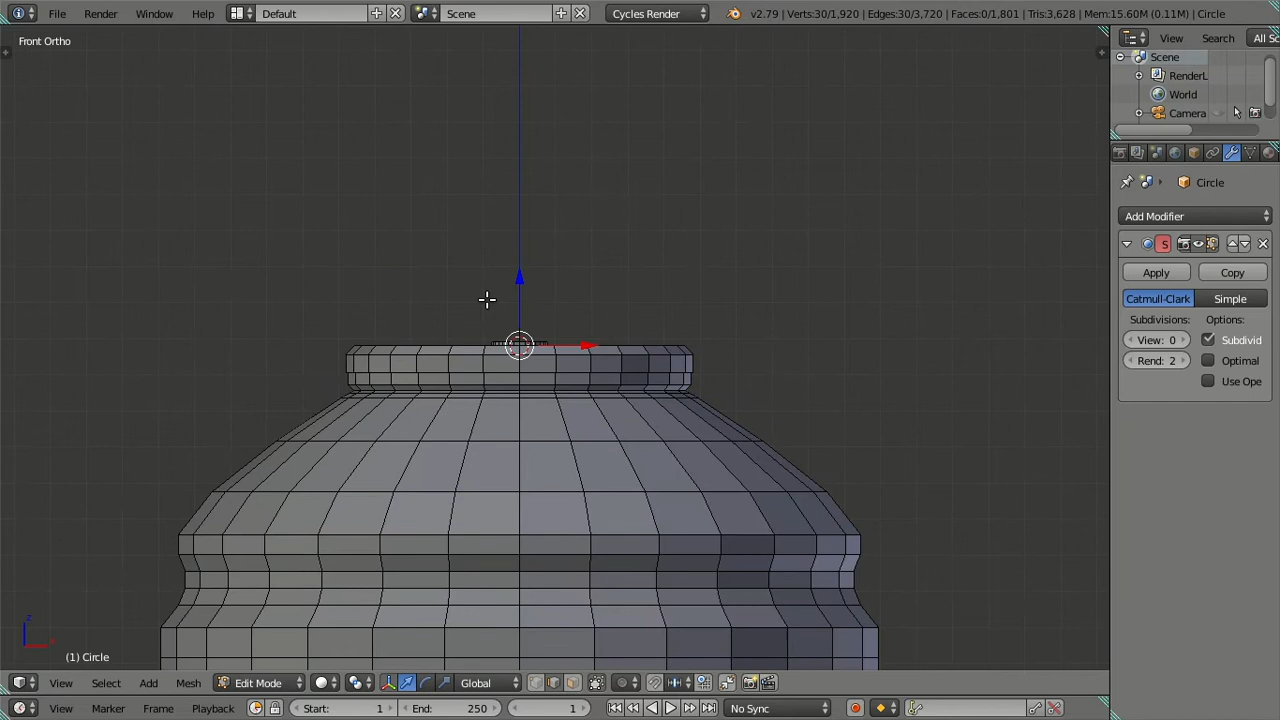 File Render Window Help Default Scene Cycles Render v2.79 | Verts:30/1,920 | Edges:30/3,720 | Faces:0/1,801 | Tris:3,628 | Mem:15.60M (0.11M) | Circle
Front Ortho
View Search All Sc
Scene
RenderL
World
Camera
Circle
Add Modifier
S
Apply Copy
Catmull-Clark Simple
Subdivisions: Options:
View: 0 Subdivid
Rend: 2 Optimal
Use Ope
z
x
(1) Circle
View Select Add Mesh Edit Mode Global
View Marker Frame Playback Start: 1 End: 250 1 No Sync